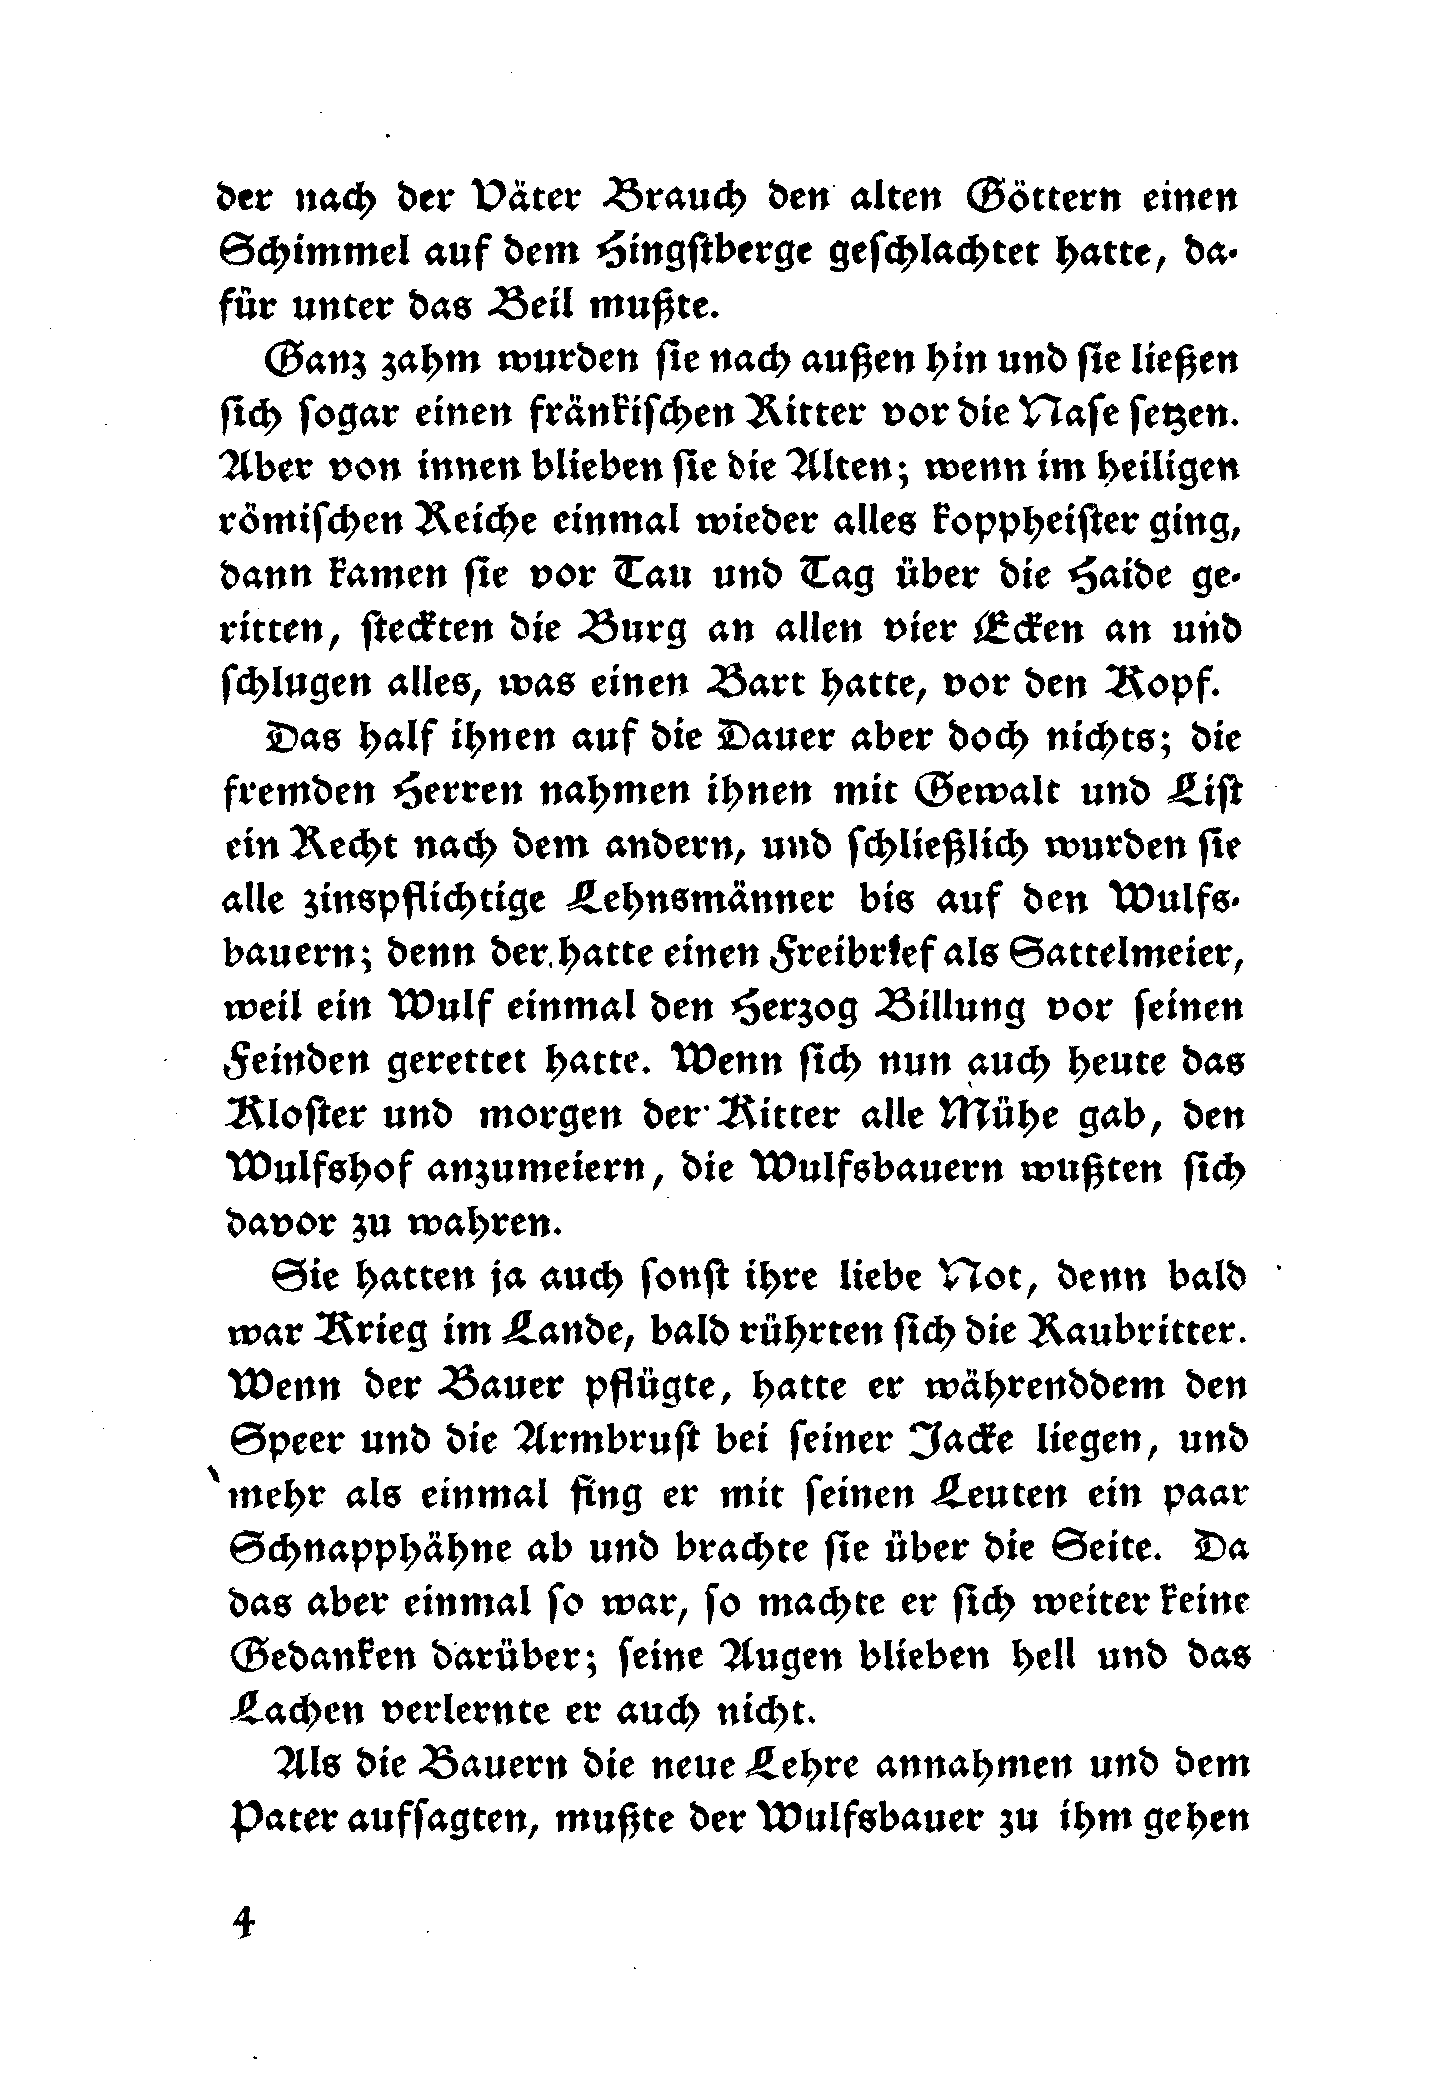 der nach der Väter Brauch den alten Göttern einen
Schimmel auf dem Hingſtberge geſchlachtet hatte, da-
für unter das Beil mußte.
Ganz zahm wurden ſie nach außen hin und ſie ließen
ſich ſogar einen fränkiſchen Ritter vor die Naſe ſetzen.
Aber von innen blieben ſie die Alten; wenn im heiligen
römiſchen Reiche einmal wieder alles koppheiſter ging,
dann kamen ſie vor Tau und Tag über die Haide ge-
ritten, ſteckten die Burg an allen vier Ecken an und
ſchlugen alles, was einen Bart hatte, vor den Kopf.
Das half ihnen auf die Dauer aber doch nichts; die
fremden Herren nahmen ihnen mit Gewalt und Liſt
ein Recht nach dem andern, und ſchließlich wurden ſie
alle zinspflichtige Lehnsmänner bis auf den Wulfs-
bauern; denn der hatte einen Freibrief als Sattelmeier,
weil ein Wulf einmal den Herzog Billung vor ſeinen
Feinden gerettet hatte. Wenn ſich nun auch heute das
Kloſter und morgen der Ritter alle Mühe gab, den
Wulfshof anzumeiern, die Wulfsbauern wußten ſich
davor zu wahren.
Sie hatten ja auch ſonſt ihre liebe Not, denn bald
war Krieg im Lande, bald rührten ſich die Raubritter.
Wenn der Bauer pflügte, hatte er währenddem den
Speer und die Armbruſt bei ſeiner Jacke liegen, und
mehr als einmal fing er mit ſeinen Leuten ein paar
Schnapphähne ab und brachte ſie über die Seite. Da
das aber einmal ſo war, ſo machte er ſich weiter keine
Gedanken darüber; ſeine Augen blieben hell und das
Lachen verlernte er auch nicht.
Als die Bauern die neue Lehre annahmen und dem
Pater aufſagten, mußte der Wulfsbauer zu ihm gehen
4